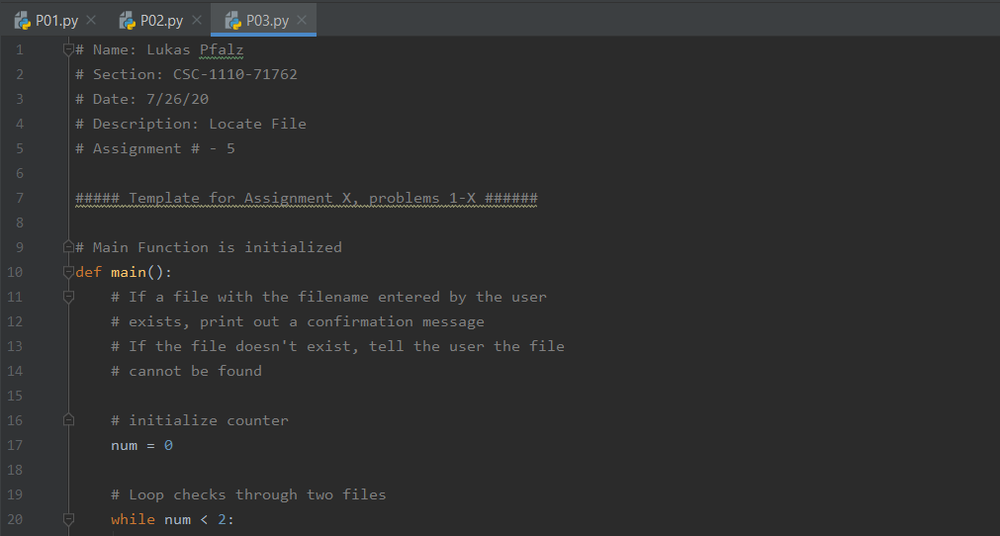 P01.py P02.py P03.py
1 # Name: Lukas Pfalz
2 # Section: CSC-1110-71762
3 # Date: 7/26/20
4 # Description: Locate File
5 # Assignment # - 5
6
7 ##### Template for Assignment X, problems 1-X ######
8
9 # Main Function is initialized
10 def main():
11     # If a file with the filename entered by the user
12     # exists, print out a confirmation message
13     # If the file doesn't exist, tell the user the file
14     # cannot be found
15
16     # initialize counter
17     num = 0
18
19     # Loop checks through two files
20     while num < 2: